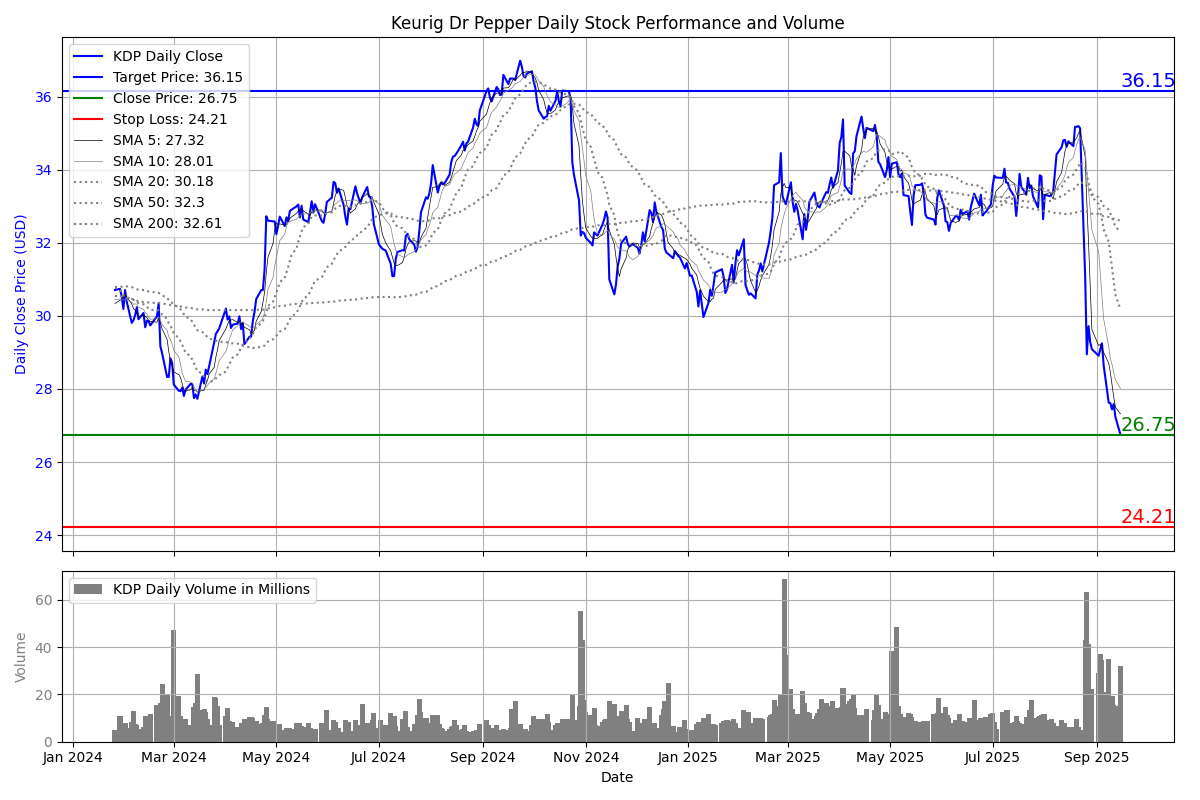 Keurig Dr Pepper Daily Stock Performance and Volume
KDP Daily Close
Target Price: 36.15
Close Price: 26.75
Stop Loss: 24.21
SMA 5: 27.32
SMA 10: 28.01
SMA 20: 30.18
SMA 50: 32.3
SMA 200: 32.61
36.15
26.75
24.21
Daily Close Price (USD)
36
34
32
30
28
26
24
KDP Daily Volume in Millions
Volume
60
40
20
0
Jan 2024 Mar 2024 May 2024 Jul 2024 Sep 2024 Nov 2024 Jan 2025 Mar 2025 May 2025 Jul 2025 Sep 2025
Date